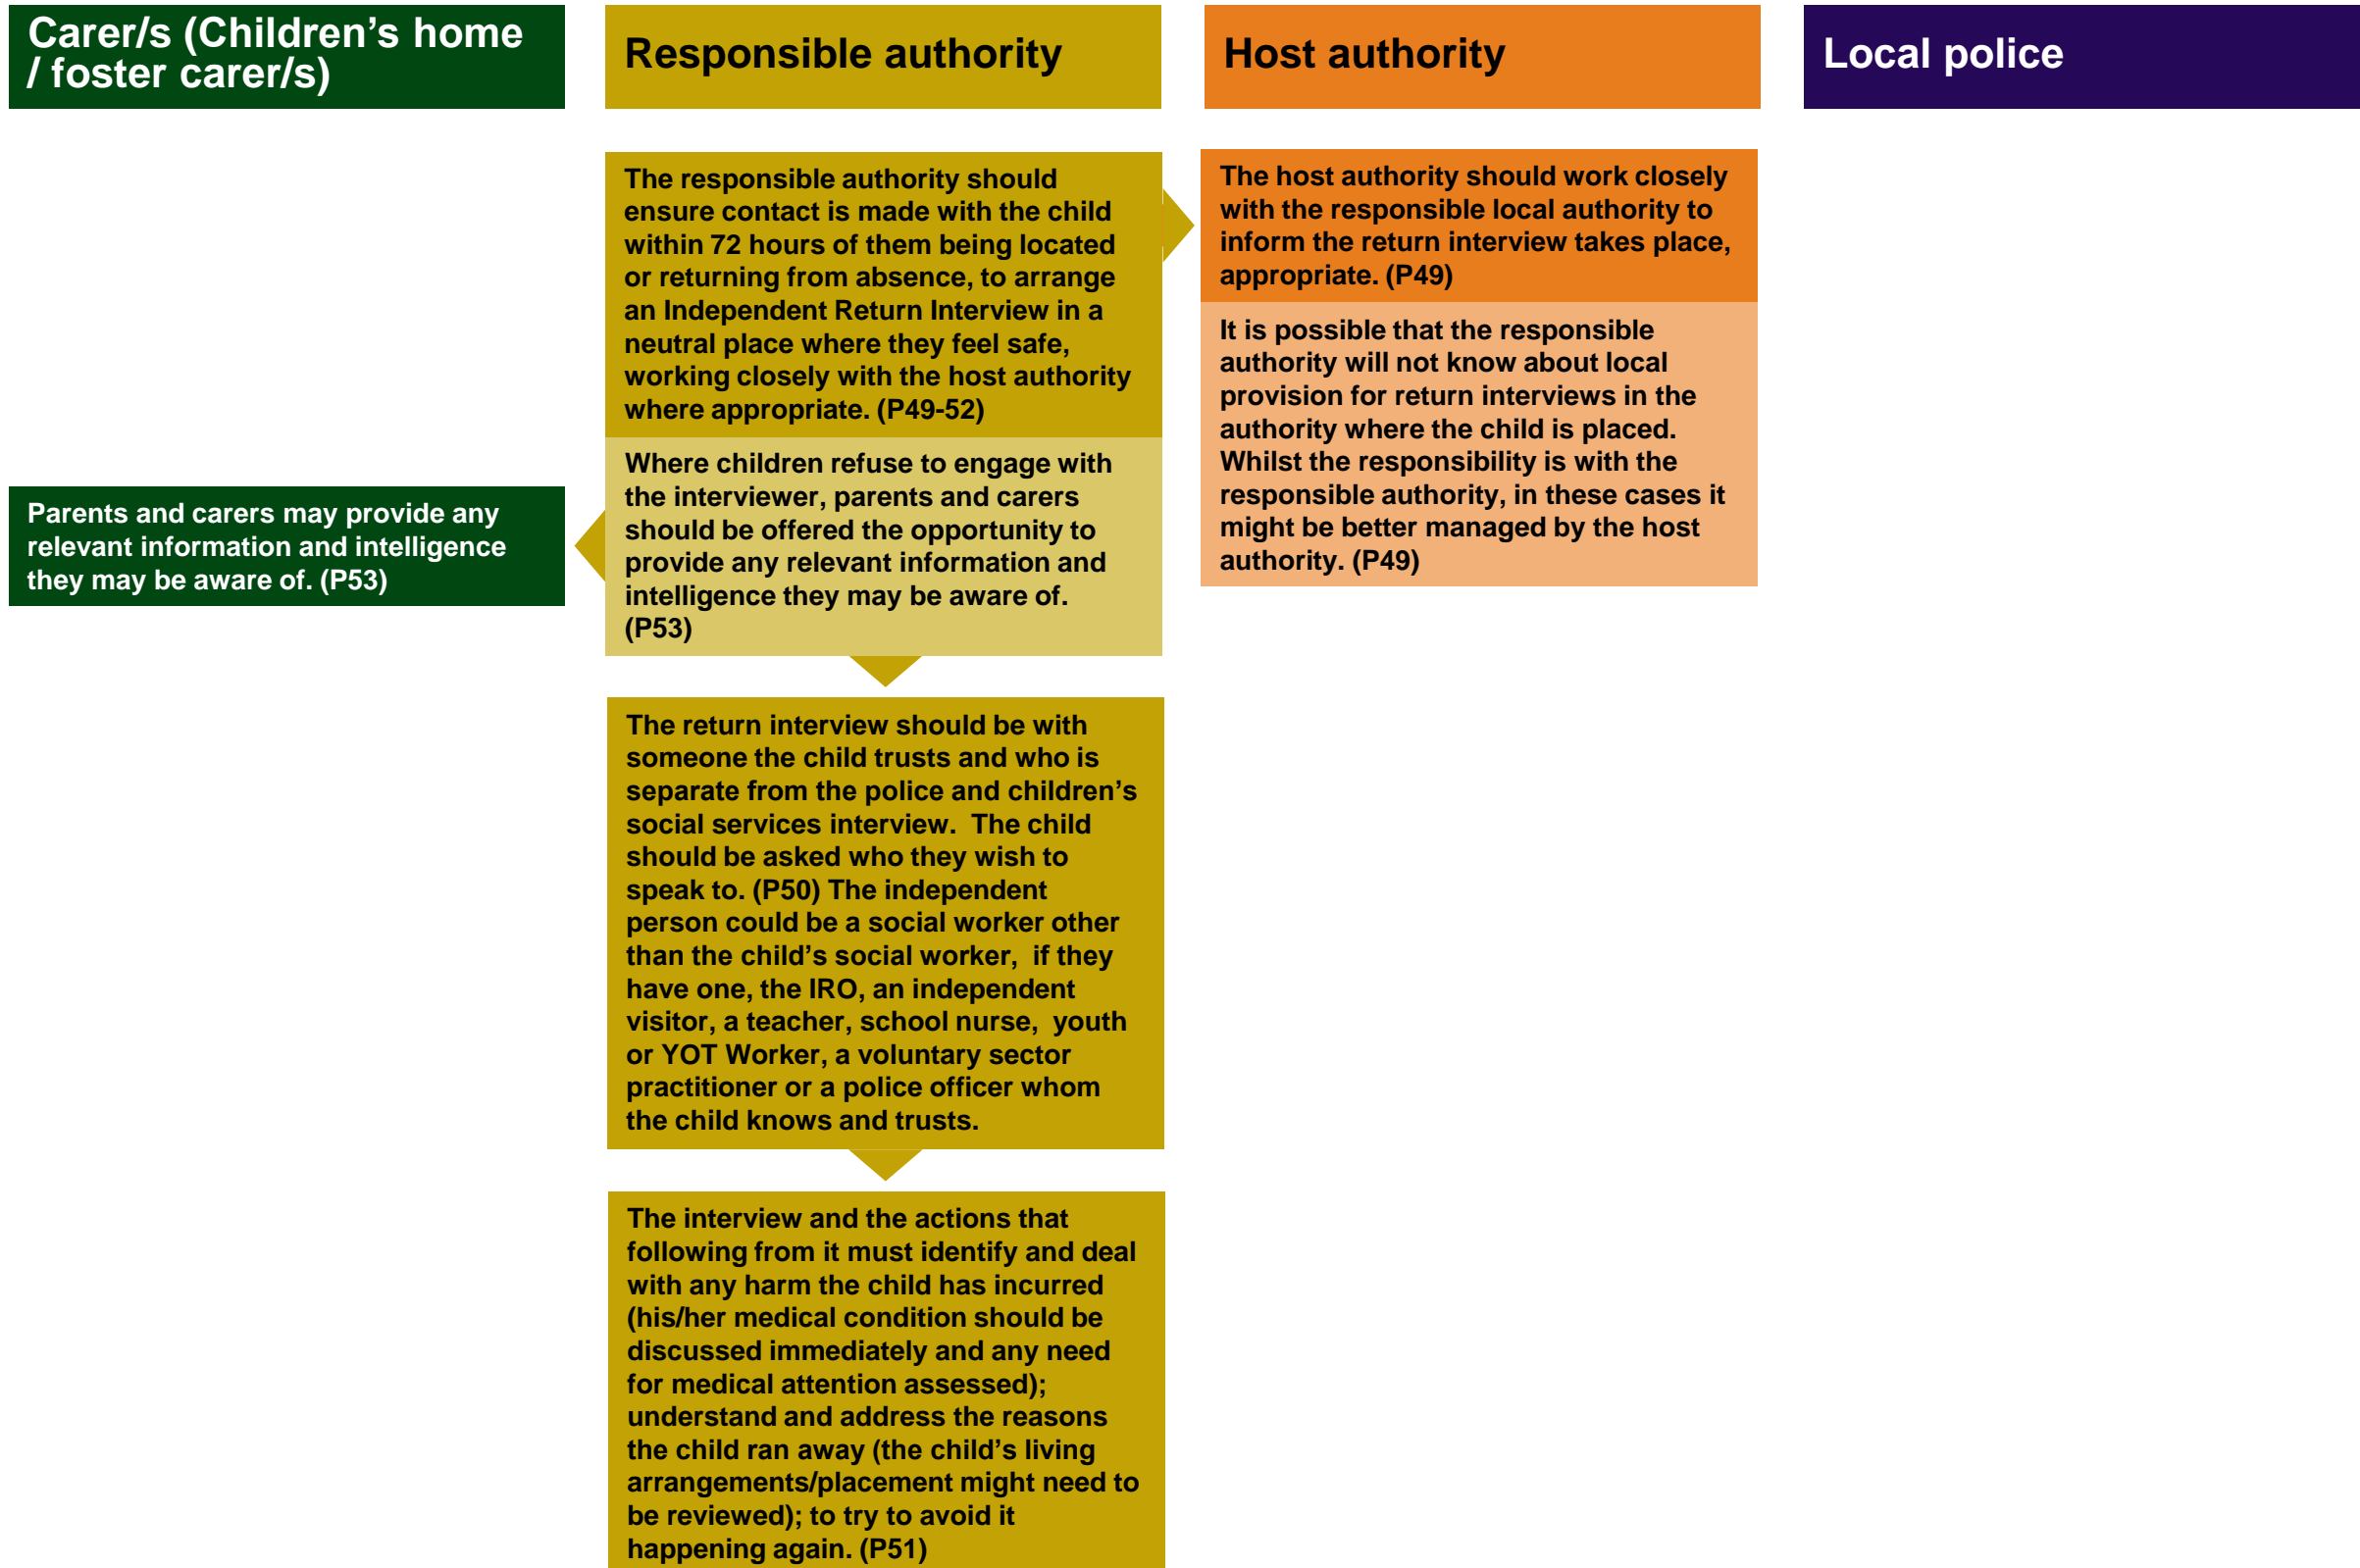 Carer/s (Children’s home
/ foster carer/s)
Responsible authority
Host authority
Local police
The responsible authority should
ensure contact is made with the child
within 72 hours of them being located
or returning from absence, to arrange
an Independent Return Interview in a
neutral place where they feel safe,
working closely with the host authority
where appropriate. (P49-52)
The host authority should work closely
with the responsible local authority to
inform the return interview takes place,
appropriate. (P49)
It is possible that the responsible
authority will not know about local
provision for return interviews in the
authority where the child is placed.
Whilst the responsibility is with the
responsible authority, in these cases it
might be better managed by the host
authority. (P49)
Where children refuse to engage with
the interviewer, parents and carers
should be offered the opportunity to
provide any relevant information and
intelligence they may be aware of.
(P53)
Parents and carers may provide any
relevant information and intelligence
they may be aware of. (P53)
The return interview should be with
someone the child trusts and who is
separate from the police and children’s
social services interview.  The child
should be asked who they wish to
speak to. (P50) The independent
person could be a social worker other
than the child’s social worker,  if they
have one, the IRO, an independent
visitor, a teacher, school nurse,  youth
or YOT Worker, a voluntary sector
practitioner or a police officer whom
the child knows and trusts.
The interview and the actions that
following from it must identify and deal
with any harm the child has incurred
(his/her medical condition should be
discussed immediately and any need
for medical attention assessed);
understand and address the reasons
the child ran away (the child’s living
arrangements/placement might need to
be reviewed); to try to avoid it
happening again. (P51)